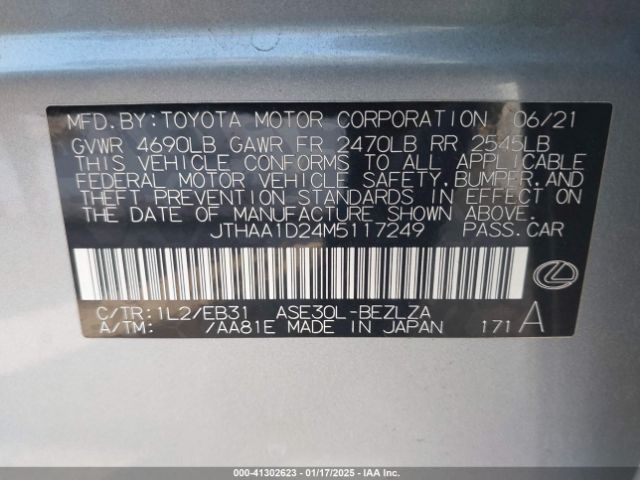 MFD.BY: TOYOTA MOTOR CORPORATION 06/21
GVWR 4690LB GAWR FR 2470LB RR 2545LB
THIS VEHICLE CONFORMS TO ALL APPLICABLE
FEDERAL MOTOR VEHICLE SAFETY,BUMPER,AND
THEFT PREVENTION STANDARDS IN EFFECT ON
THE DATE OF MANUFACTURE SHOWN ABOVE.
JTHAA1D24M5117249 PASS.CAR
C/TR:1L2/EB31 ASE30L-BEZLZA
A/TM: /AA81E MADE IN JAPAN 171 A
000-41302623 - 01/17/2025 - IAA Inc.